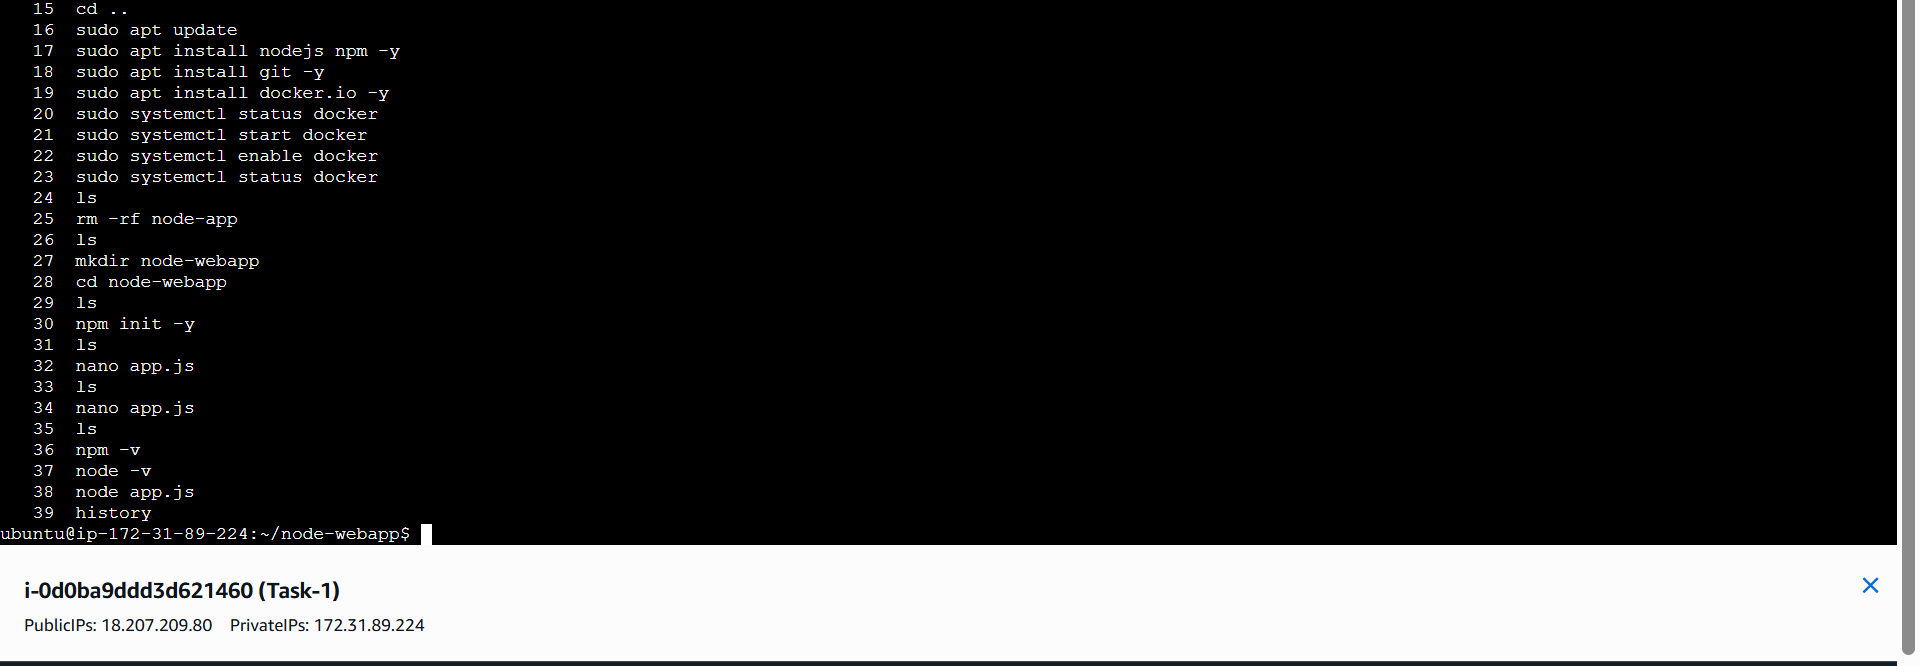 15 cd ..
16 sudo apt update
17 sudo apt install nodejs npm -y
18 sudo apt install git -y
19 sudo apt install docker.io -y
20 sudo systemctl status docker
21 sudo systemctl start docker
22 sudo systemctl enable docker
23 sudo systemctl status docker
24 ls
25 rm -rf node-app
26 ls
27 mkdir node-webapp
28 cd node-webapp
29 ls
30 npm init -y
31 ls
32 nano app.js
33 ls
34 nano app.js
35 ls
36 npm -v
37 node -v
38 node app.js
39 history
ubuntu@ip-172-31-89-224:~/node-webapp$
i-0d0ba9ddd3d621460 (Task-1)
PublicIPs: 18.207.209.80 PrivateIPs: 172.31.89.224